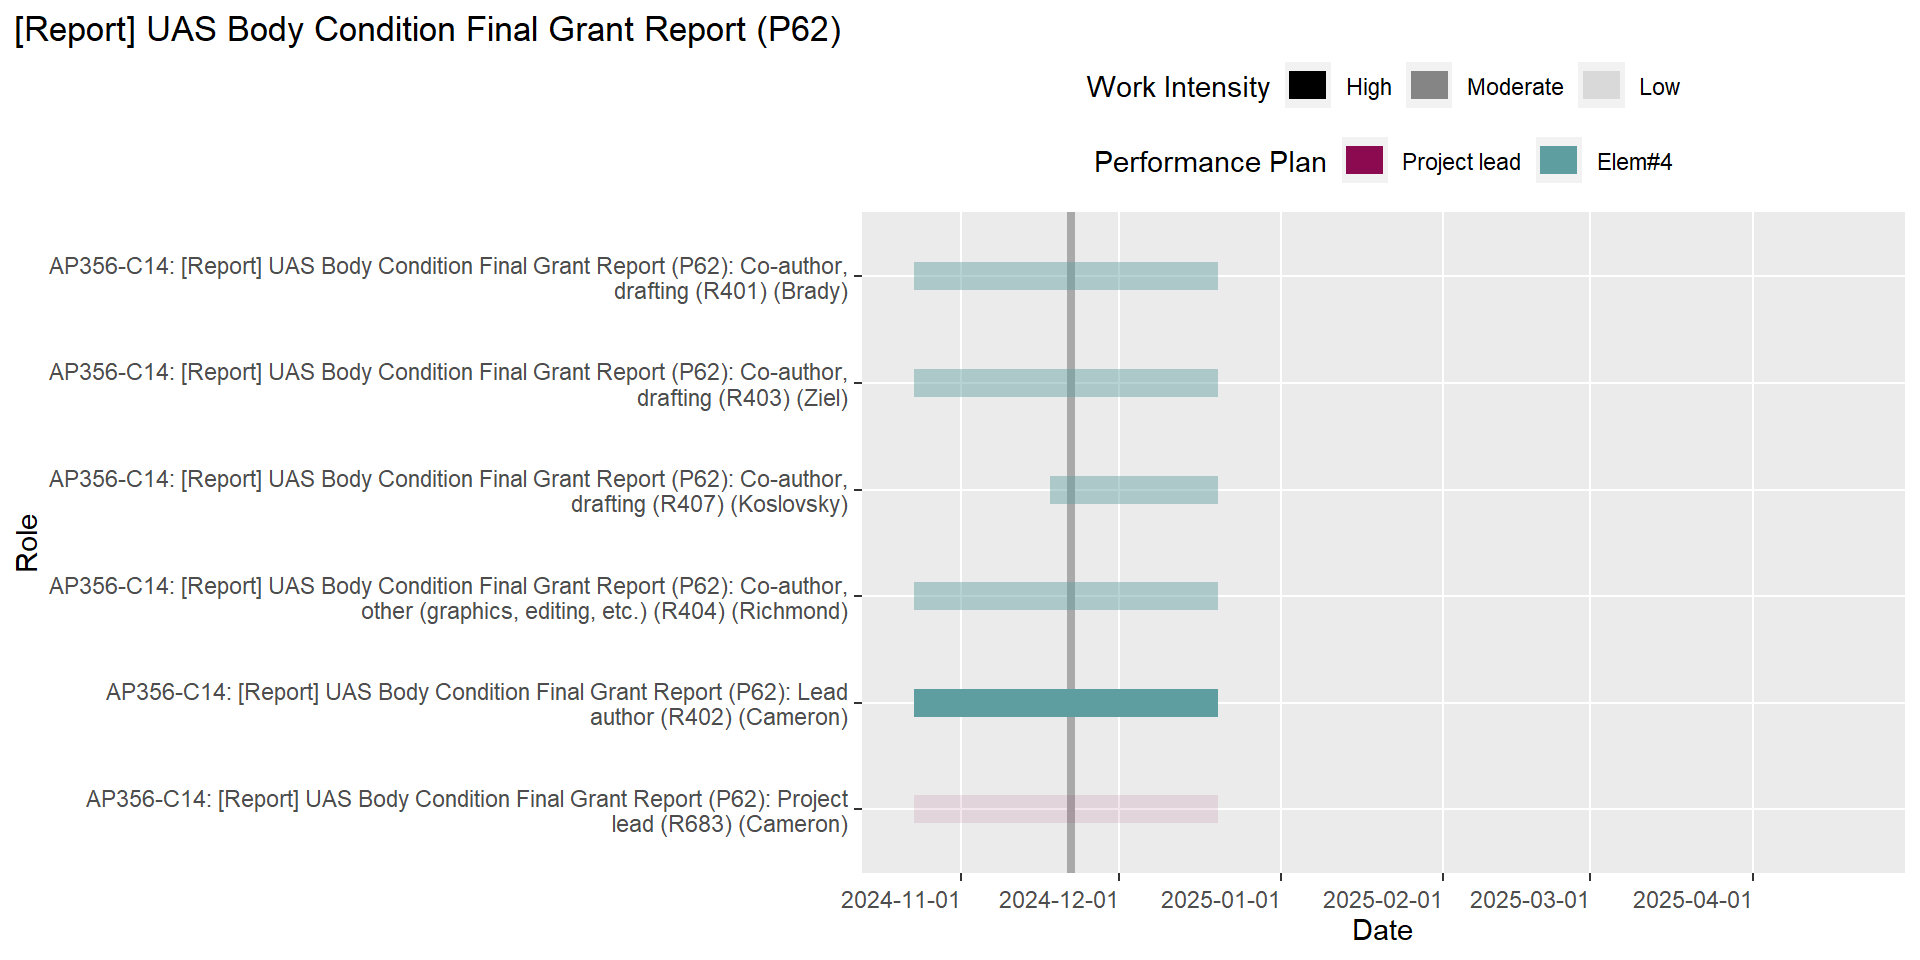 [Report] UAS Body Condition Final Grant Report (P62)
Work Intensity High Moderate Low
Performance Plan Project lead Elem#4
AP356-C14: [Report] UAS Body Condition Final Grant Report (P62): Co-author,
drafting (R401) (Brady)
AP356-C14: [Report] UAS Body Condition Final Grant Report (P62): Co-author,
drafting (R403) (Ziel)
AP356-C14: [Report] UAS Body Condition Final Grant Report (P62): Co-author,
drafting (R407) (Koslovsky)
AP356-C14: [Report] UAS Body Condition Final Grant Report (P62): Co-author,
other (graphics, editing, etc.) (R404) (Richmond)
AP356-C14: [Report] UAS Body Condition Final Grant Report (P62): Lead
author (R402) (Cameron)
AP356-C14: [Report] UAS Body Condition Final Grant Report (P62): Project
lead (R683) (Cameron)
Role
2024-11-01 2024-12-01 2025-01-01 2025-02-01 2025-03-01 2025-04-01
Date